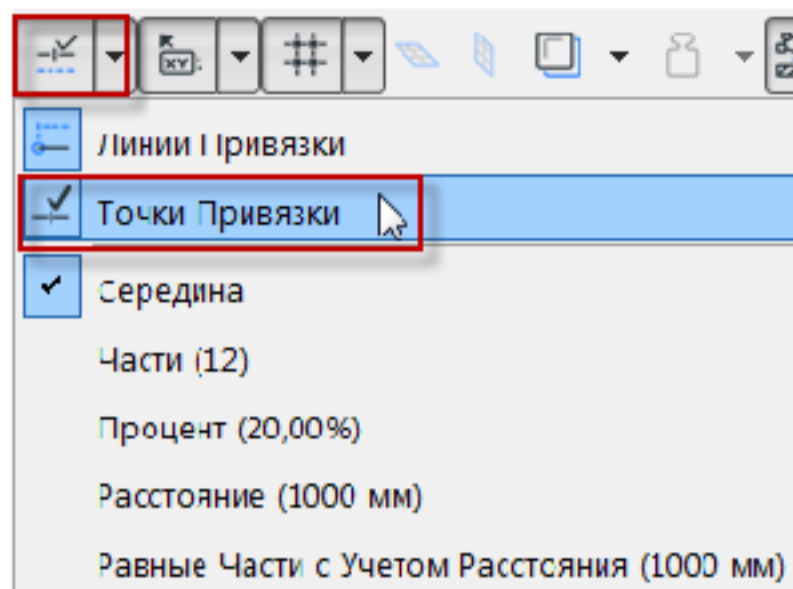 XY:
Линии Привязки
Точки Привязки
Середина
Части (12)
Процент (20,00%)
Расстояние (1000 мм)
Равные Части с Учетом Расстояния (1000 мм)